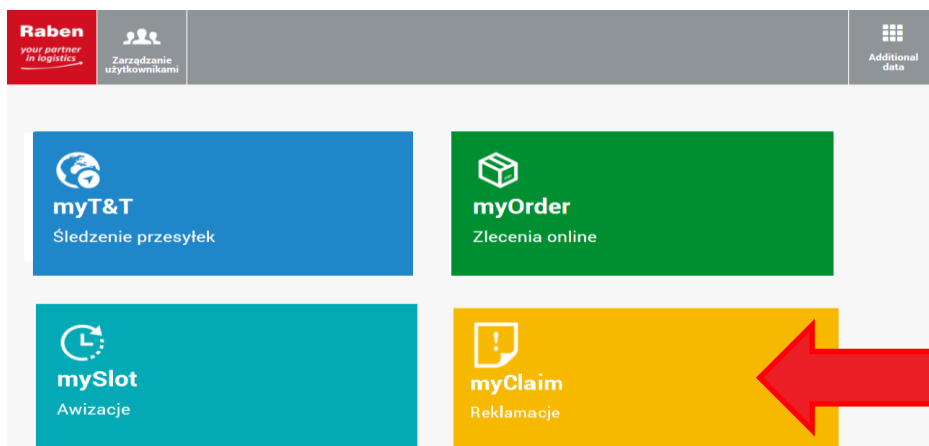 Raben
your partner
in logistics
Zarządzanie
użytkownikami
Additional
data
myT&T
Śledzenie przesyłek
myOrder
Zlecenia online
mySlot
Awizacje
myClaim
Reklamacje